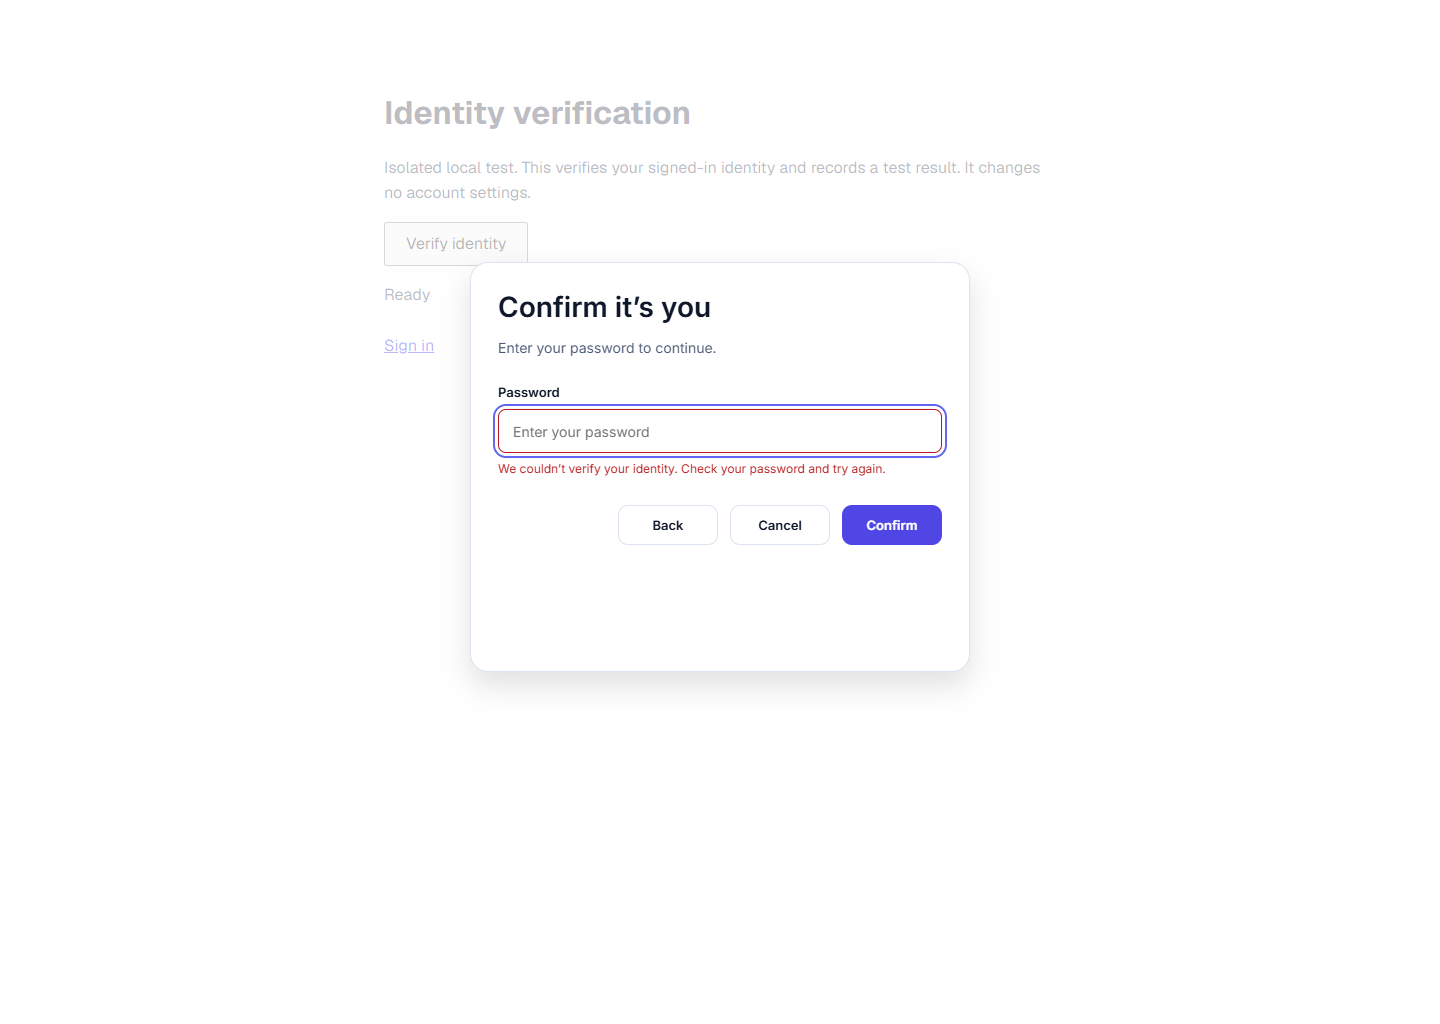 Identity verification
Isolated local test. This verifies your signed-in identity and records a test result. It changes
no account settings.
Verify identity
Ready
Sign in
Confirm it’s you
Enter your password to continue.
Password
Enter your password
We couldn’t verify your identity. Check your password and try again.
Back
Cancel
Confirm